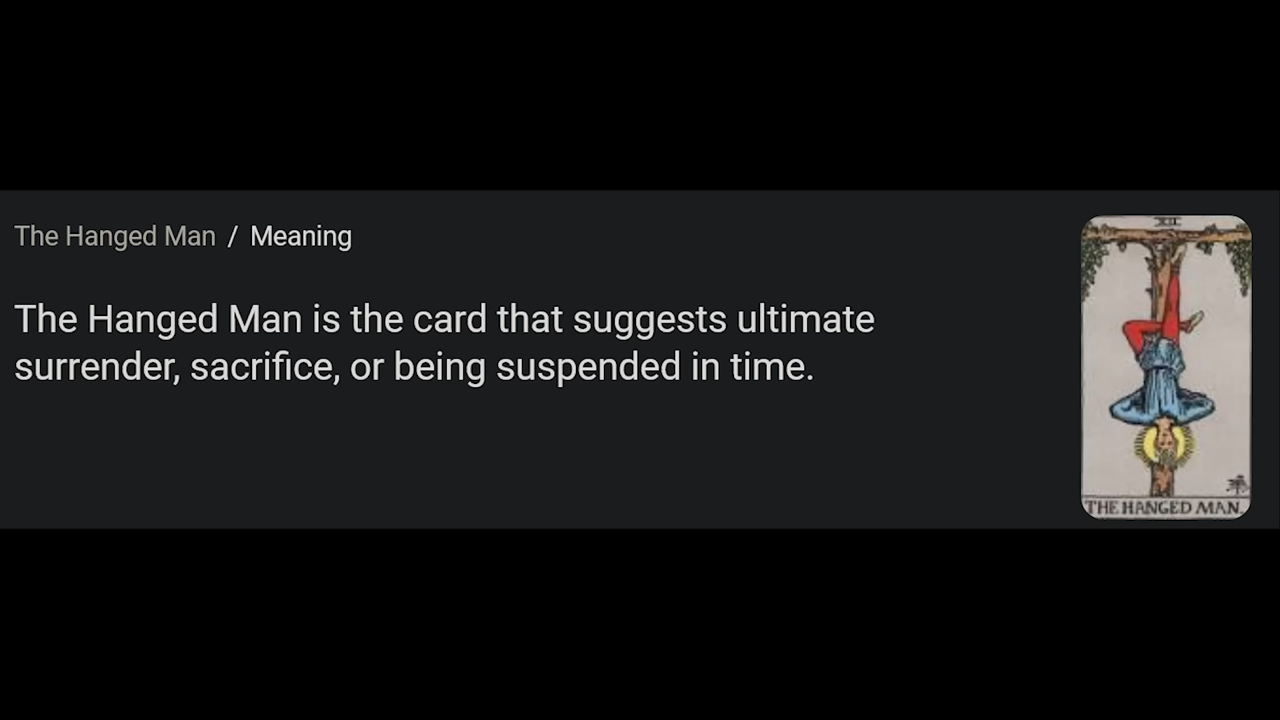 The Hanged Man / Meaning
The Hanged Man is the card that suggests ultimate
surrender, sacrifice, or being suspended in time.
XII
THE HANGED MAN.